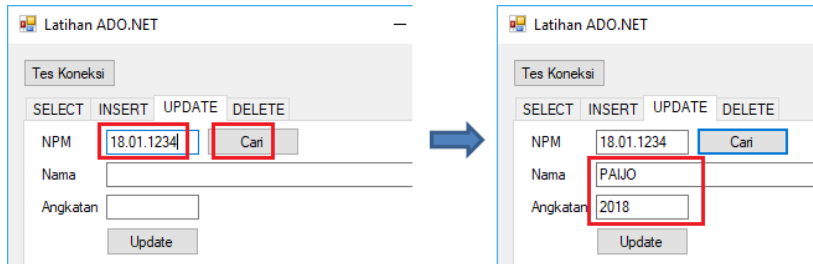 Latihan ADO.NET
Tes Koneksi
SELECT INSERT UPDATE DELETE
NPM 18.01.1234 Cari
Nama
Angkatan
Update
Latihan ADO.NET
Tes Koneksi
SELECT INSERT UPDATE DELETE
NPM 18.01.1234 Cari
Nama PAIJO
Angkatan 2018
Update